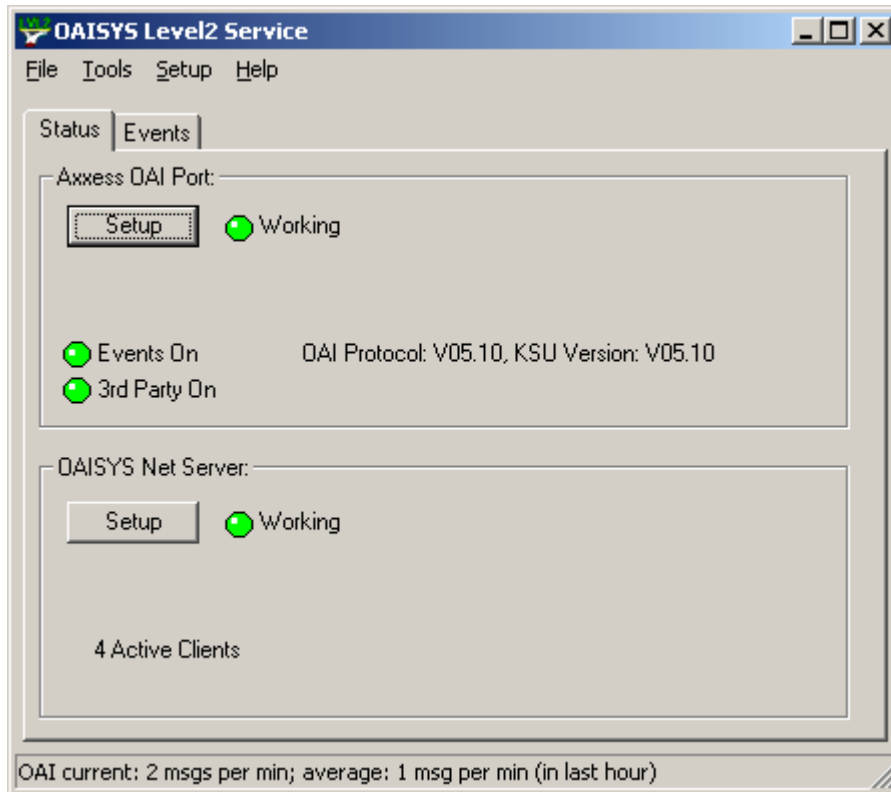 OAISYS Level2 Service
File Tools Setup Help
Status Events
Axxess OAI Port:
Setup Working
Events On OAI Protocol: V05.10, KSU Version: V05.10
3rd Party On
OAISYS Net Server:
Setup Working
4 Active Clients
OAI current: 2 msgs per min; average: 1 msg per min (in last hour)